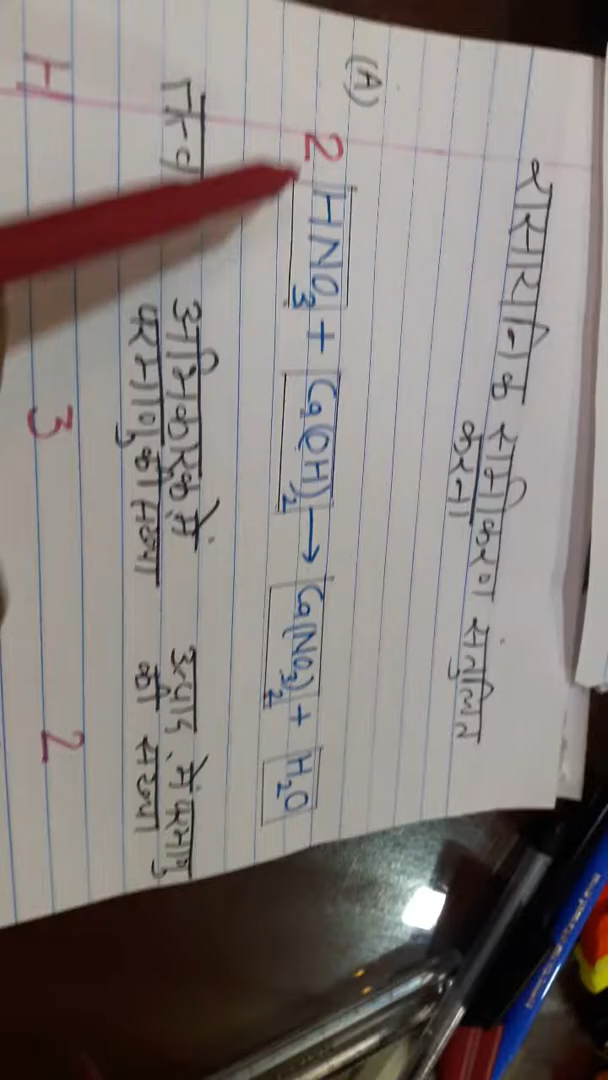 रासायनिक समीकरण संतुलित
करना
(A)
2 HNO3 + Ca(OH)2 → Ca(NO3)2 + H2O
अभिकारक में
परमाणु की संख्या
उत्पाद में परमाणु
की संख्या
H 3 2